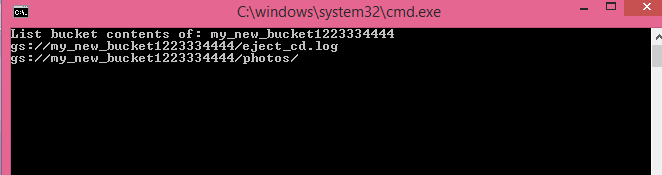 C:\windows\system32\cmd.exe
List bucket contents of: my_new_bucket1223334444
gs://my_new_bucket1223334444/eject_cd.log
gs://my_new_bucket1223334444/photos/